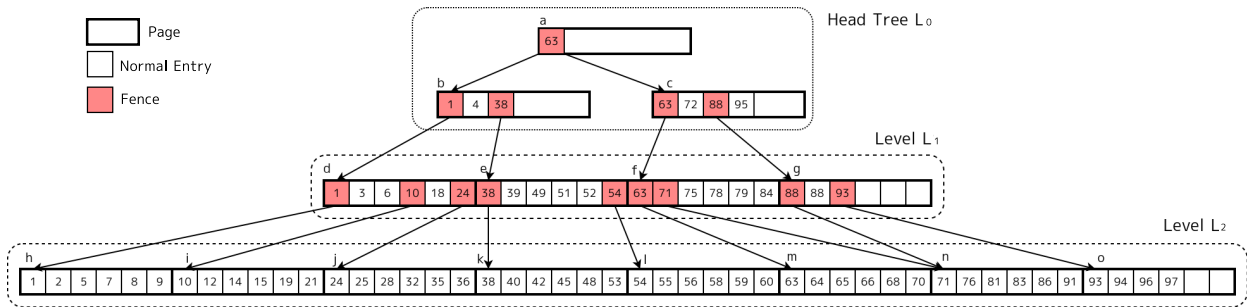 a
Head Tree L₀
Page
63
Normal Entry
b
c
Fence
1 4 38
63 72 88 95
Level L₁
d
e
f
g
1 3 6 10 18 24 38 39 49 51 52 54 63 71 75 78 79 84 88 88 93
Level L₂
h
i
j
k
l
m
n
o
1 2 5 7 8 9 10 12 14 15 19 21 24 25 28 35 36 36 38 40 42 45 48 53 54 55 56 58 59 60 63 64 65 66 68 70 71 76 81 83 86 91 93 94 96 97